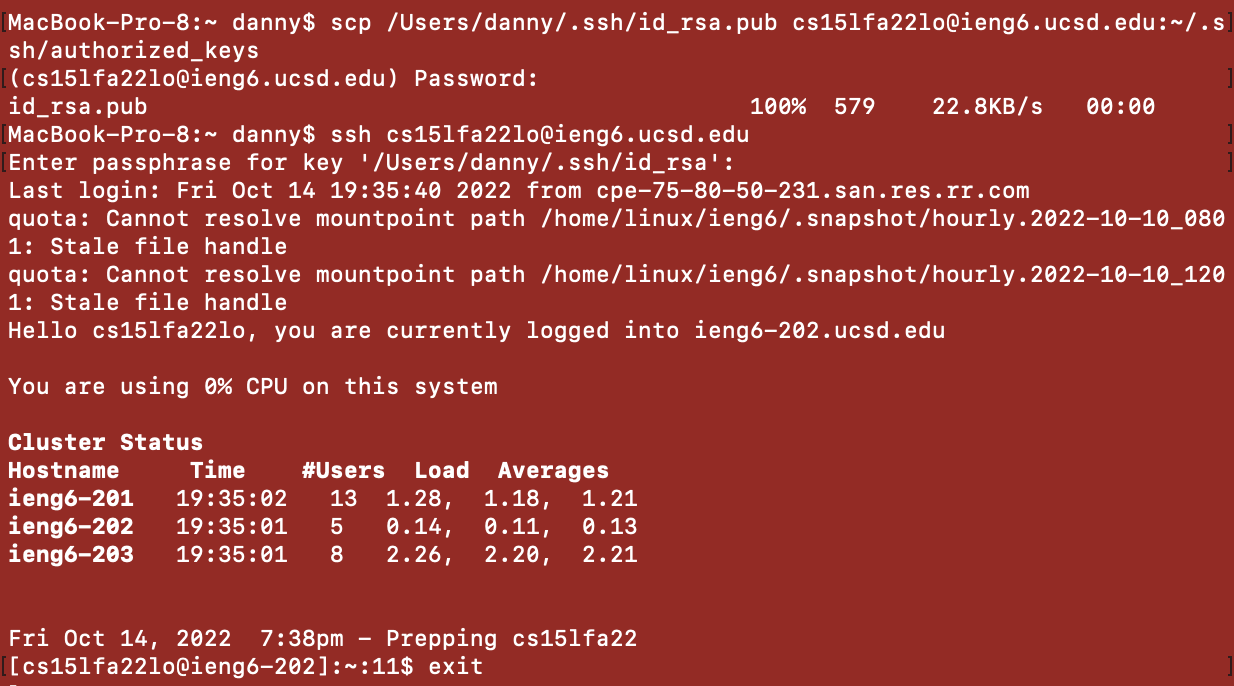 [MacBook-Pro-8:~ danny$ scp /Users/danny/.ssh/id_rsa.pub cs15lfa22lo@ieng6.ucsd.edu:~/.s]
sh/authorized_keys
[(cs15lfa22lo@ieng6.ucsd.edu) Password: ]
id_rsa.pub 100% 579 22.8KB/s 00:00
[MacBook-Pro-8:~ danny$ ssh cs15lfa22lo@ieng6.ucsd.edu ]
[Enter passphrase for key '/Users/danny/.ssh/id_rsa': ]
Last login: Fri Oct 14 19:35:40 2022 from cpe-75-80-50-231.san.res.rr.com
quota: Cannot resolve mountpoint path /home/linux/ieng6/.snapshot/hourly.2022-10-10_080
1: Stale file handle
quota: Cannot resolve mountpoint path /home/linux/ieng6/.snapshot/hourly.2022-10-10_120
1: Stale file handle
Hello cs15lfa22lo, you are currently logged into ieng6-202.ucsd.edu
You are using 0% CPU on this system
Cluster Status
Hostname Time #Users Load Averages
ieng6-201 19:35:02 13 1.28, 1.18, 1.21
ieng6-202 19:35:01 5 0.14, 0.11, 0.13
ieng6-203 19:35:01 8 2.26, 2.20, 2.21
Fri Oct 14, 2022 7:38pm - Prepping cs15lfa22
[[cs15lfa22lo@ieng6-202]:~:11$ exit ]